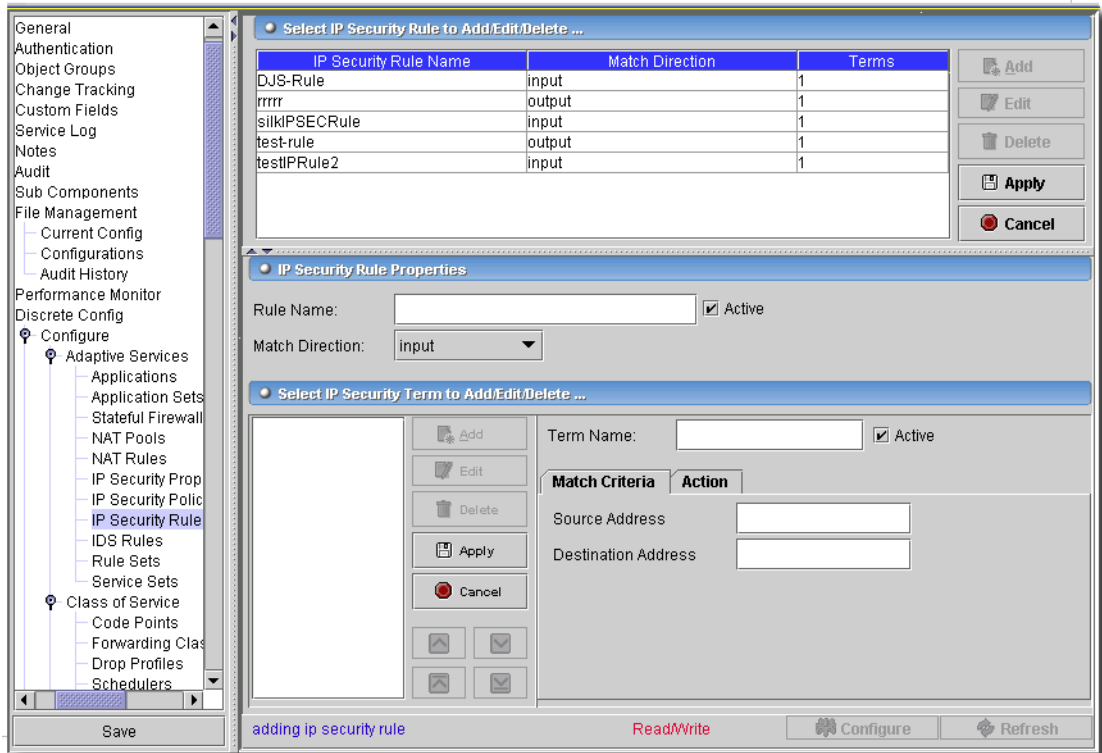 General
Authentication
Object Groups
Change Tracking
Custom Fields
Service Log
Notes
Audit
Sub Components
File Management
Current Config
Configurations
Audit History
Performance Monitor
Discrete Config
Configure
Adaptive Services
Applications
Application Sets
Stateful Firewall
NAT Pools
NAT Rules
IP Security Prop
IP Security Polic
IP Security Rule
IDS Rules
Rule Sets
Service Sets
Class of Service
Code Points
Forwarding Clas
Drop Profiles
Schedulers
Save
Select IP Security Rule to Add/Edit/Delete ...
IP Security Rule Name Match Direction Terms
DJS-Rule input 1
rrrrr output 1
silkIPSECRule input 1
test-rule output 1
testIPRule2 input 1
Add
Edit
Delete
Apply
Cancel
IP Security Rule Properties
Rule Name: Active
Match Direction: input
Select IP Security Term to Add/Edit/Delete ...
Add
Edit
Delete
Apply
Cancel
Term Name: Active
Match Criteria Action
Source Address
Destination Address
adding ip security rule Read/Write Configure Refresh